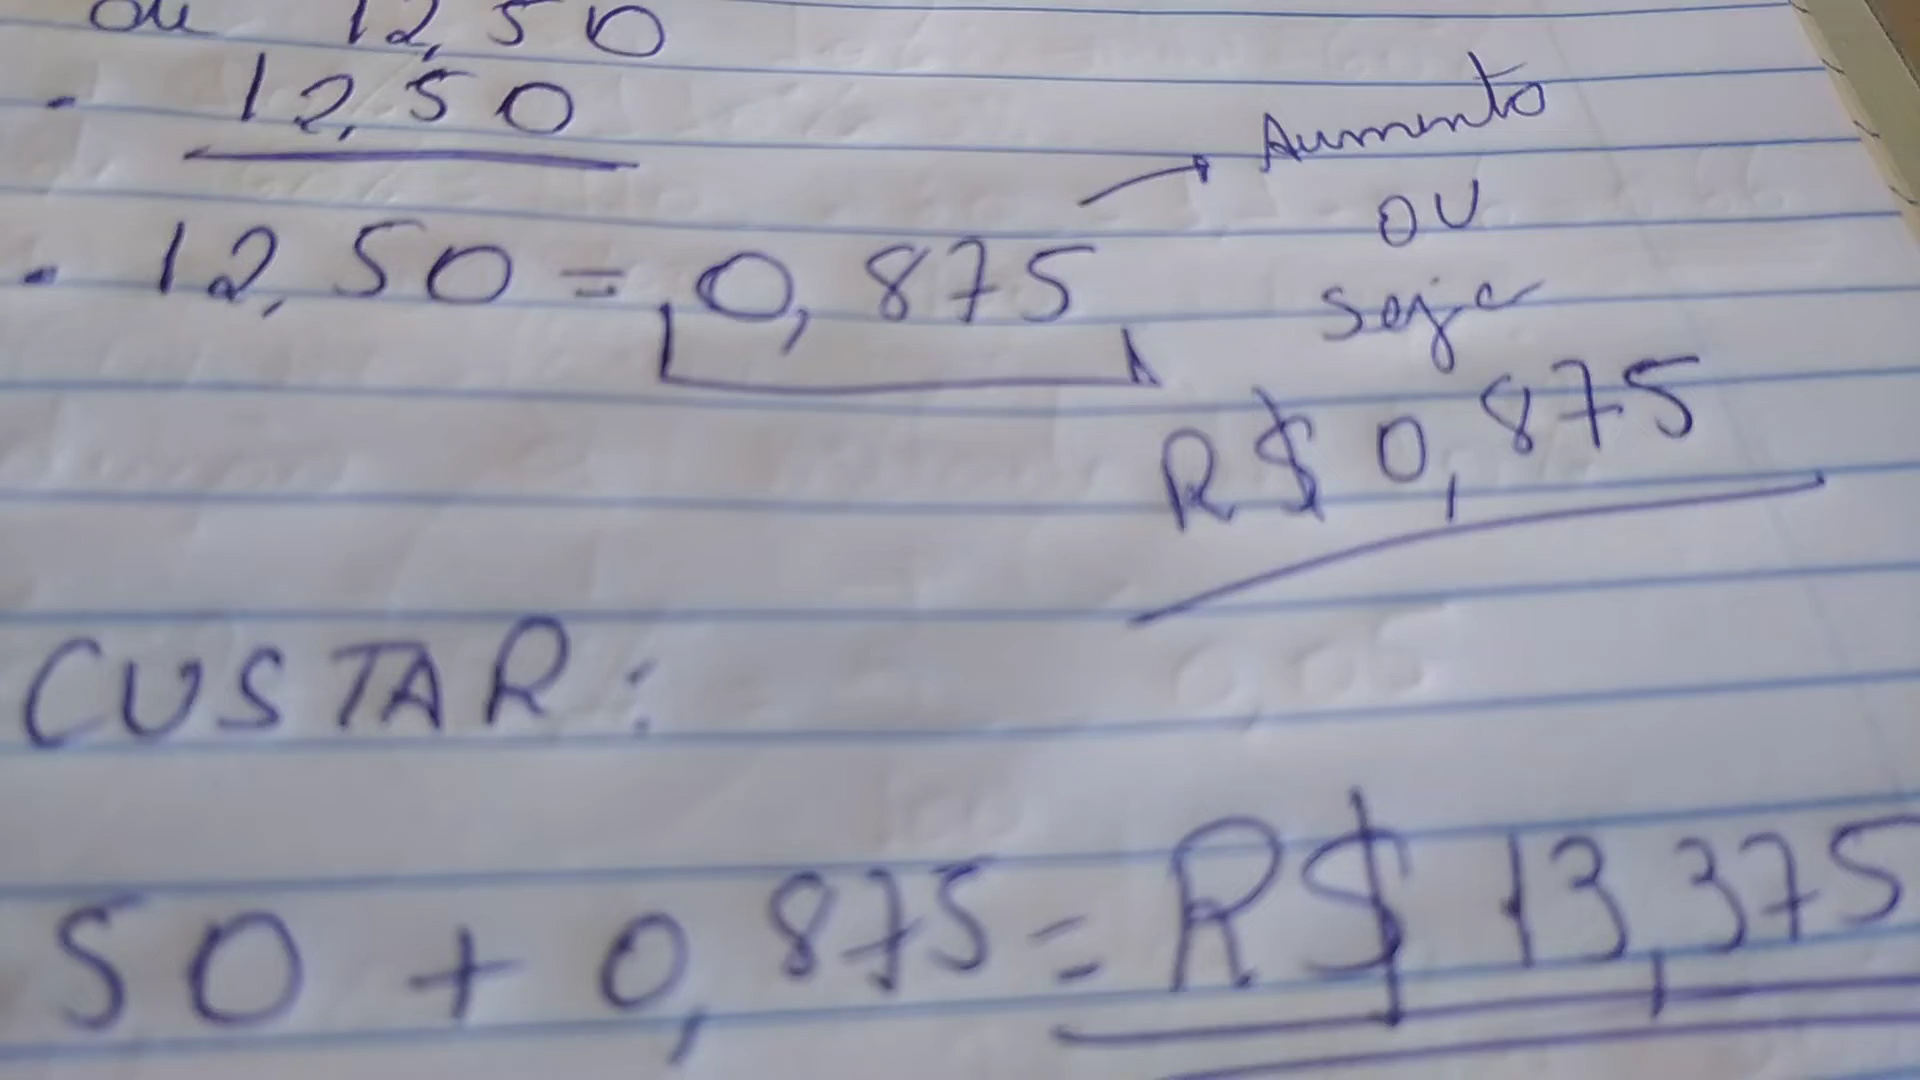 de 12,50
. 12,50
. 12,50 = 0,875 → Aumento
ou
seja
R$ 0,875
CUSTAR:
50 + 0,875 = R$ 13,375